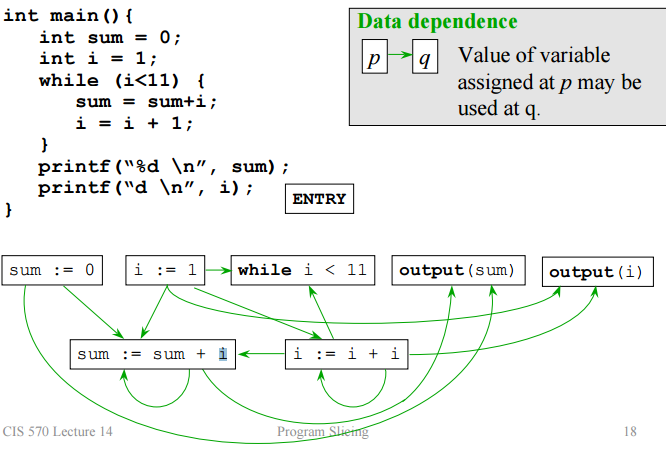 int main(){
int sum = 0;
int i = 1;
while (i<11) {
sum = sum+i;
i = i + 1;
}
printf(“%d \n”, sum);
printf(“d \n”, i);
}
Data dependence
p q Value of variable
assigned at p may be
used at q.
ENTRY
sum := 0 i := 1 while i < 11 output(sum) output(i)
sum := sum + i i := i + i
CIS 570 Lecture 14 Program Slicing 18